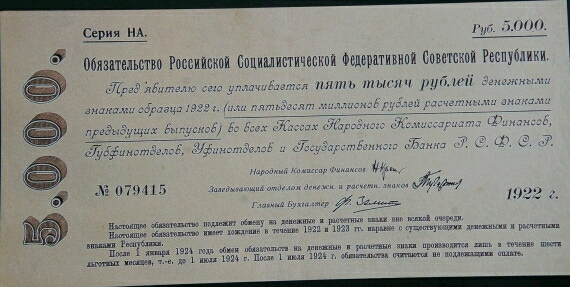 Серия НА.
Руб. 5.000.
Обязательство Российской Социалистической Федеративной Советской Республики.
Пред'явителю сего уплачивается пять тысяч рублей денежными
знаками образца 1922 г. (или пятьдесят миллионов рублей расчетными знаками
предыдущих выпусков) во всех Кассах Народного Комиссариата Финансов,
Губфинотделов, Уфинотделов и Государственного Банка Р. С. Ф. С. Р.
Народный Комиссар Финансов
№ 079415
Заведывающий отделом денежн. и расчетн. знаков
1922 г.
Главный Бухгалтер
Настоящее обязательство подлежит обмену на денежные и расчетные знаки вне всякой очереди.
Настоящее обязательство имеет хождение в течение 1922 и 1923 гг. наравне с существующими денежными и расчетными
знаками Республики.
После 1 января 1924 года обмен обязательств на денежные и расчетные знаки производится лишь в течение шести
льготных месяцев, т.-е. до 1 июля 1924 г. После 1 июля 1924 г. обязательства считаются не подлежащими оплате.
5.000